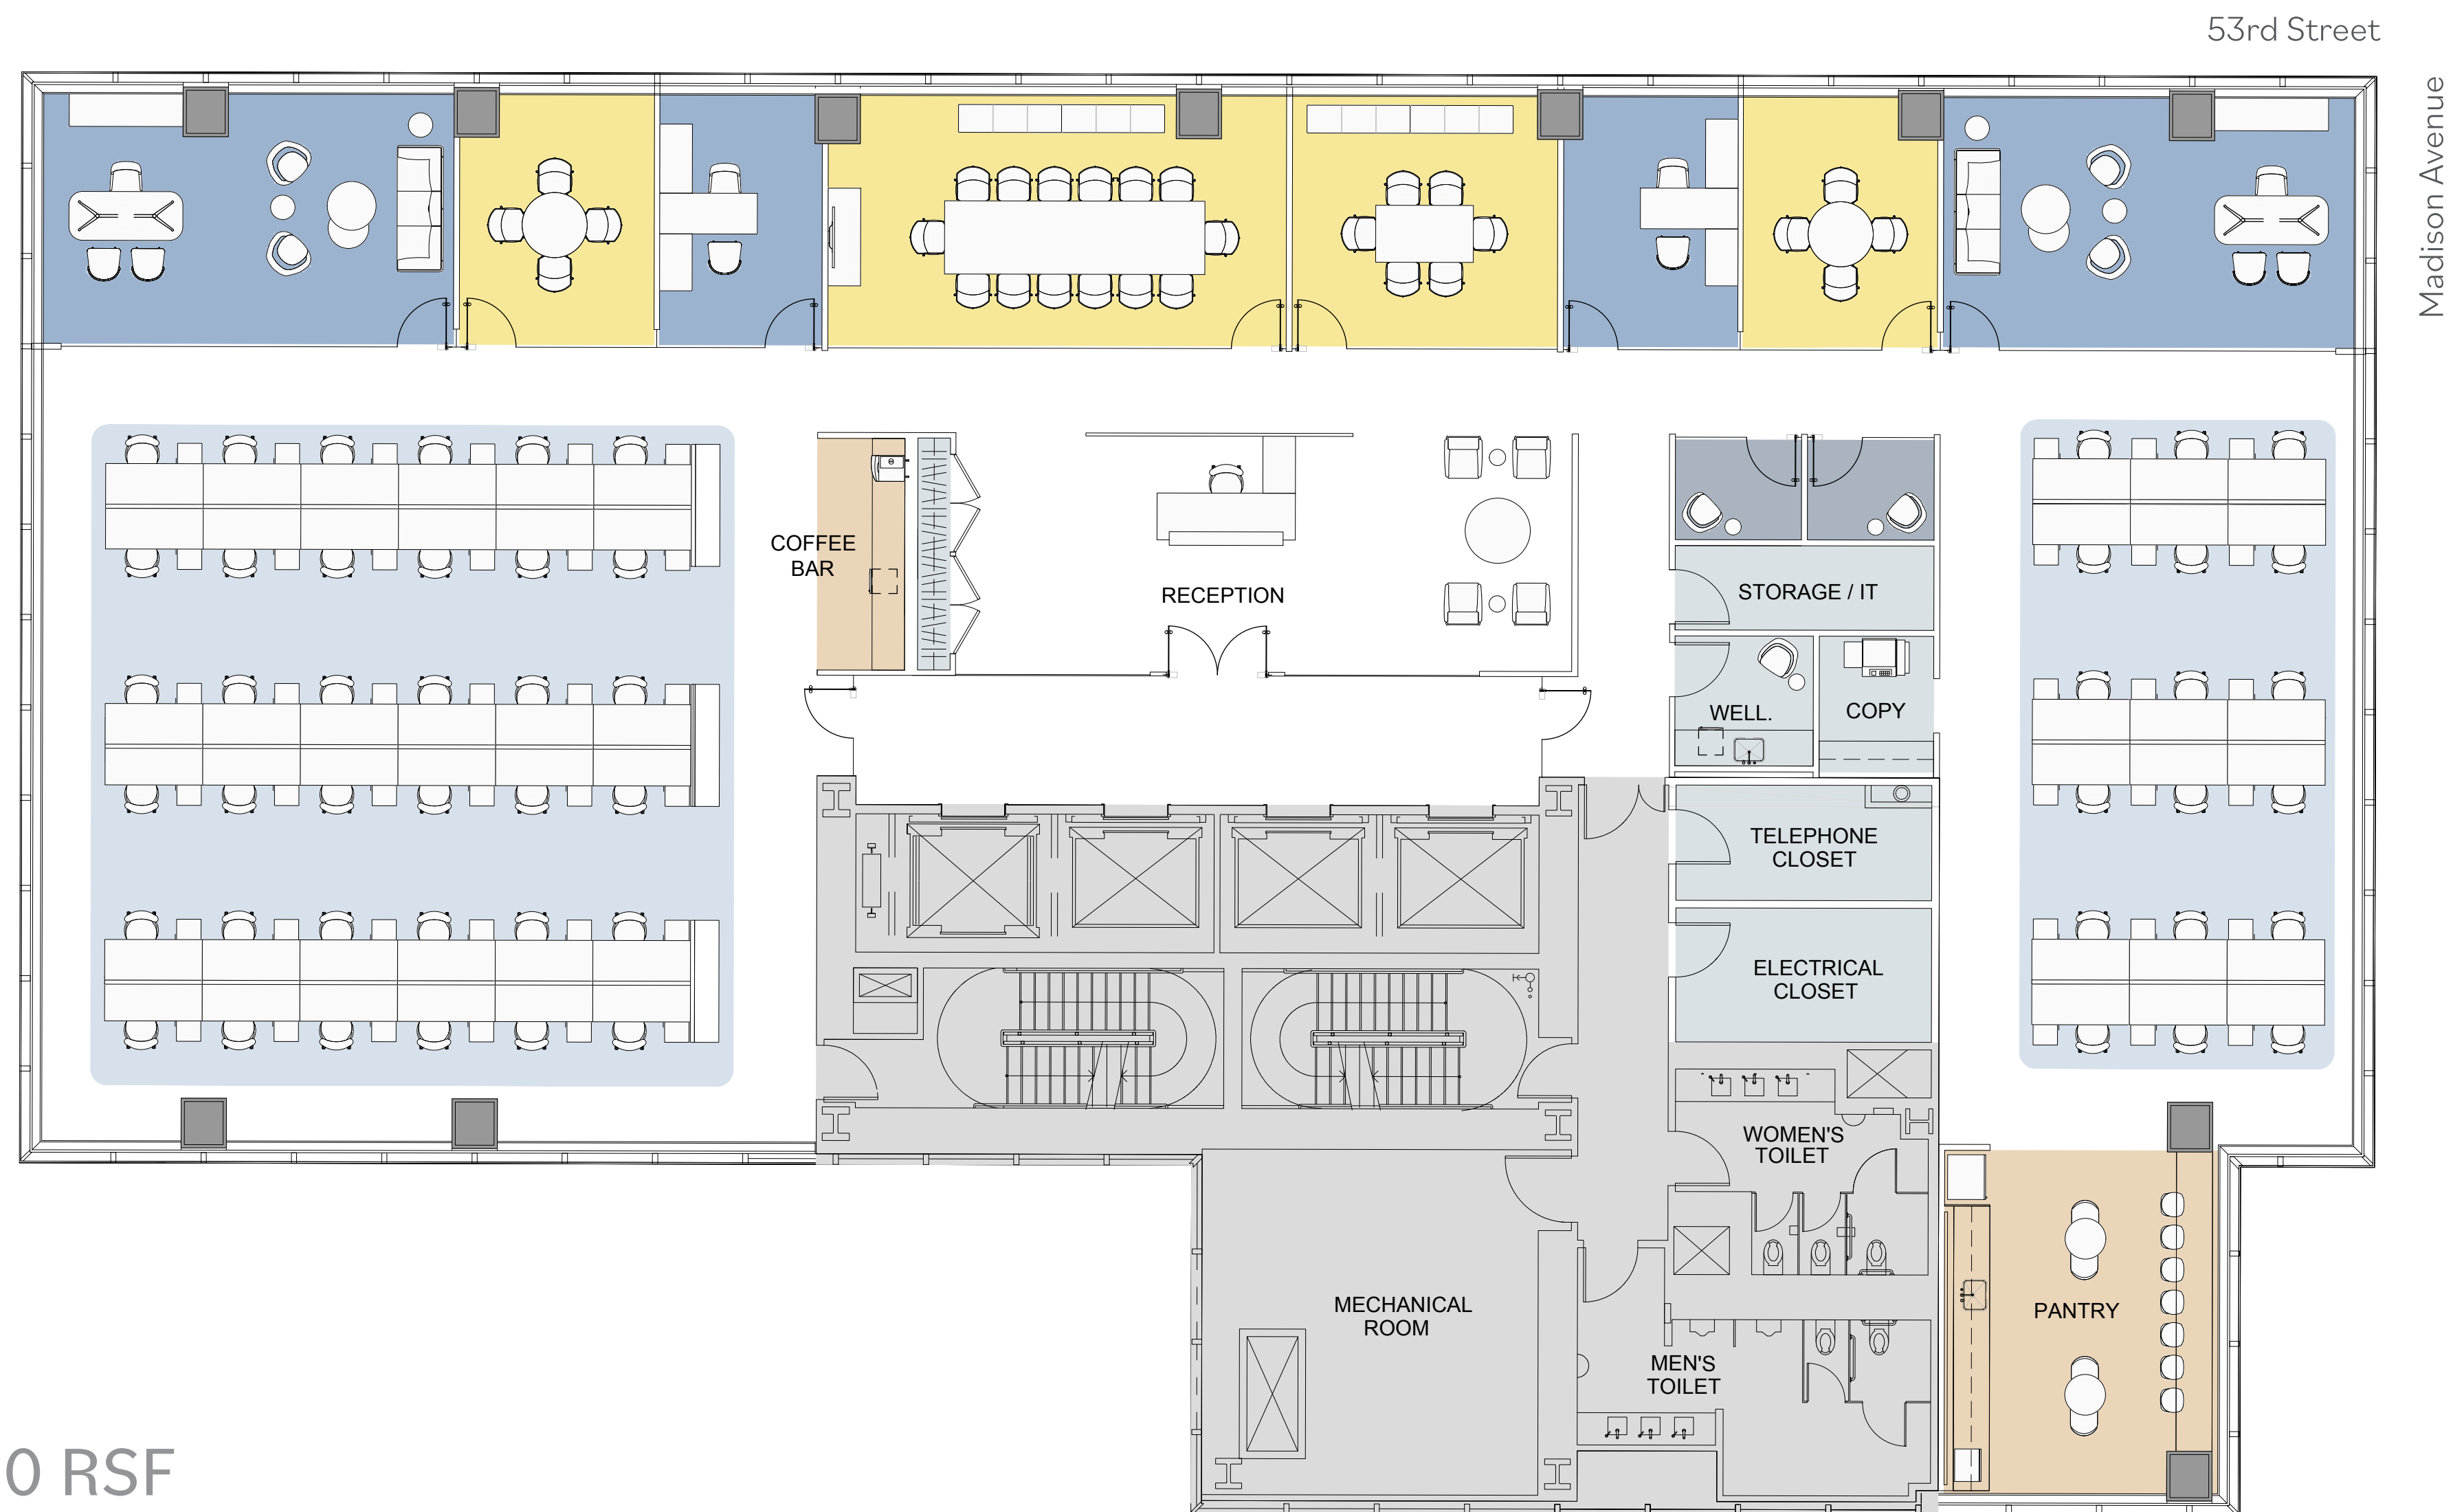 53rd Street
Madison Avenue
COFFEE
BAR
RECEPTION
STORAGE / IT
WELL.
COPY
TELEPHONE
CLOSET
ELECTRICAL
CLOSET
WOMEN'S
TOILET
MECHANICAL
ROOM
MEN'S
TOILET
PANTRY
0 RSF